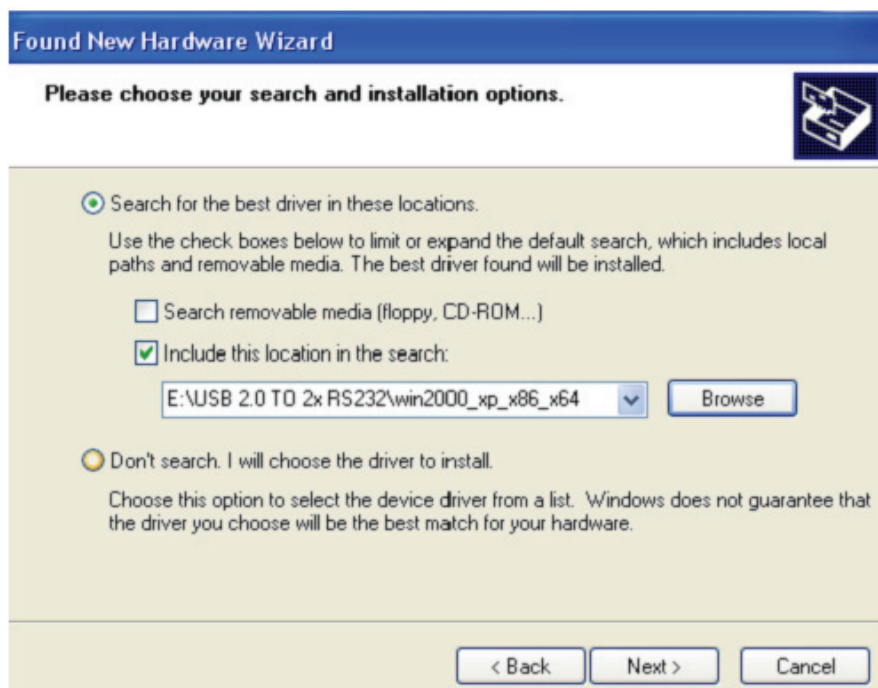 Found New Hardware Wizard
Please choose your search and installation options.
Search for the best driver in these locations.
Use the check boxes below to limit or expand the default search, which includes local
paths and removable media. The best driver found will be installed.
Search removable media (floppy, CD-ROM...)
Include this location in the search:
E:\USB 2.0 TO 2x RS232\win2000_xp_x86_x64
Browse
Don't search. I will choose the driver to install.
Choose this option to select the device driver from a list. Windows does not guarantee that
the driver you choose will be the best match for your hardware.
< Back
Next >
Cancel